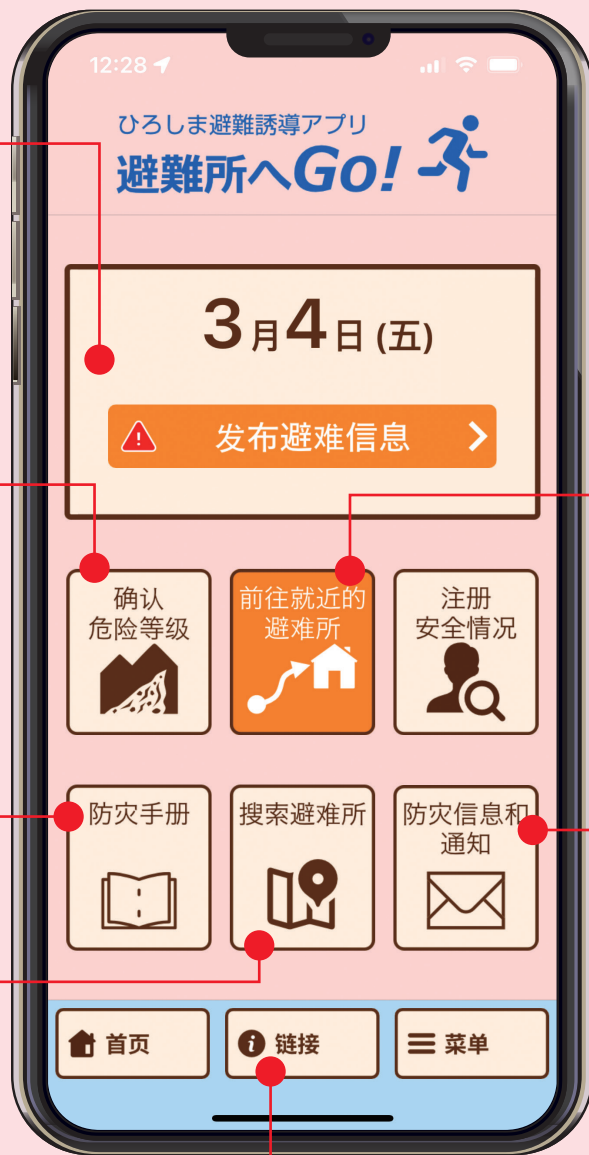 12:28
ひろしま避難誘導アプリ
避難所へGo!
3月4日(五)
发布避难信息
确认
危险等级
前往就近的
避难所
注册
安全情况
防灾手册
搜索避难所
防灾信息和
通知
首页
链接
菜单